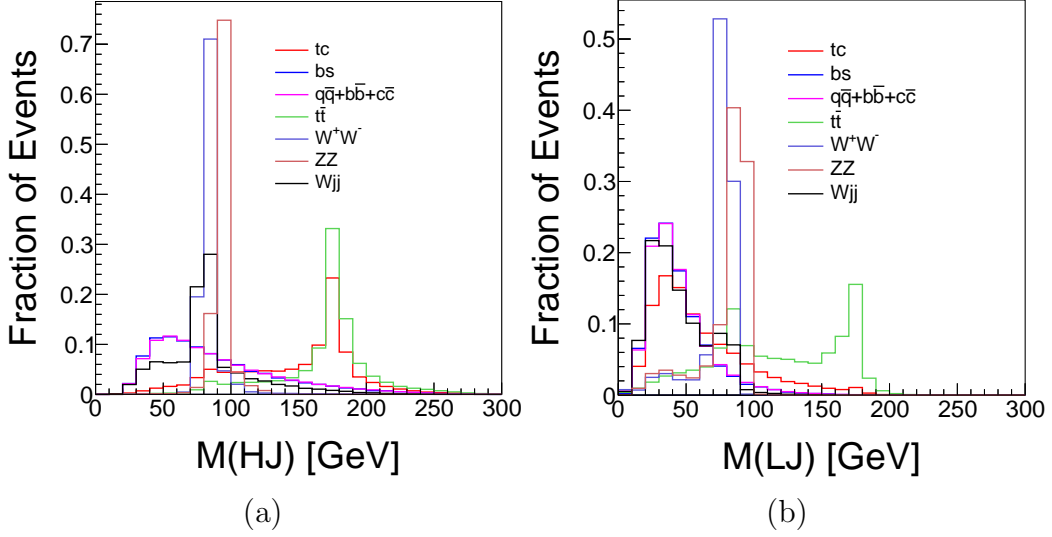 Fraction of Events
0.7
0.6
0.5
0.4
0.3
0.2
0.1
0
0 50 100 150 200 250 300
M(HJ) [GeV]
tc
bs
qq̅+bb̅+cc̅
tt̅
W⁺W⁻
ZZ
Wjj
(a)
Fraction of Events
0.5
0.4
0.3
0.2
0.1
0
0 50 100 150 200 250 300
M(LJ) [GeV]
tc
bs
qq̅+bb̅+cc̅
tt̅
W⁺W⁻
ZZ
Wjj
(b)